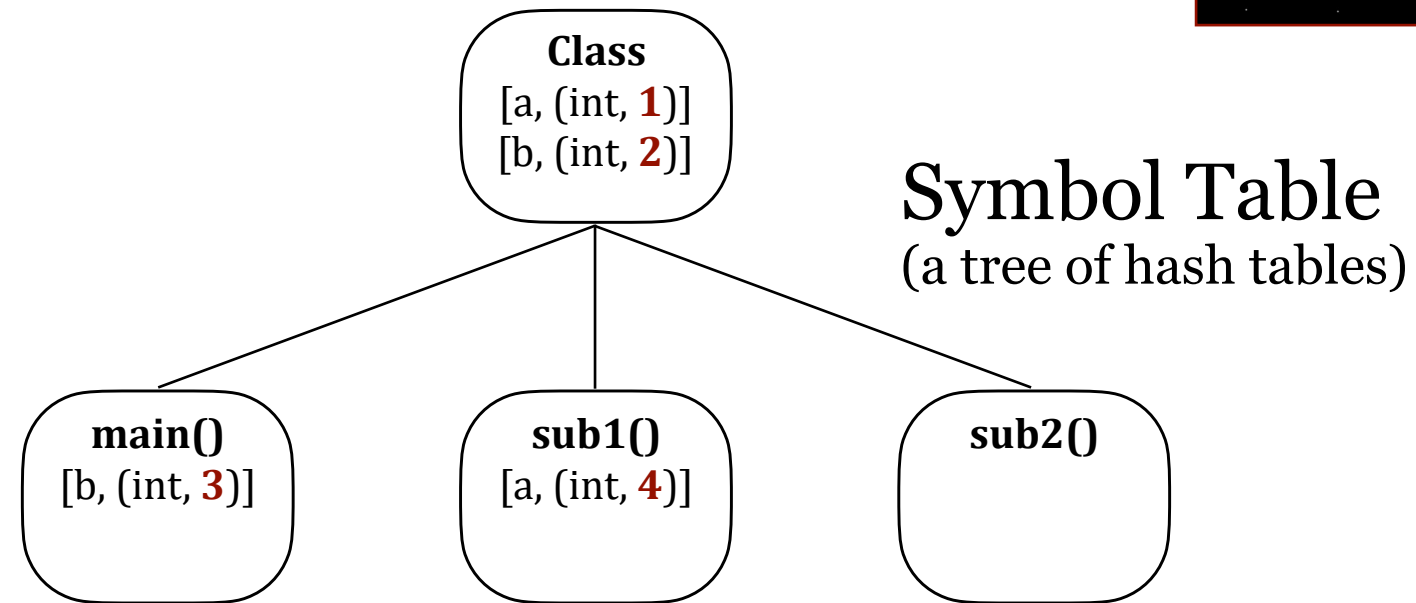 Class
[a, (int, 1)]
[b, (int, 2)]
Symbol Table
(a tree of hash tables)
main()
[b, (int, 3)]
sub1()
[a, (int, 4)]
sub2()